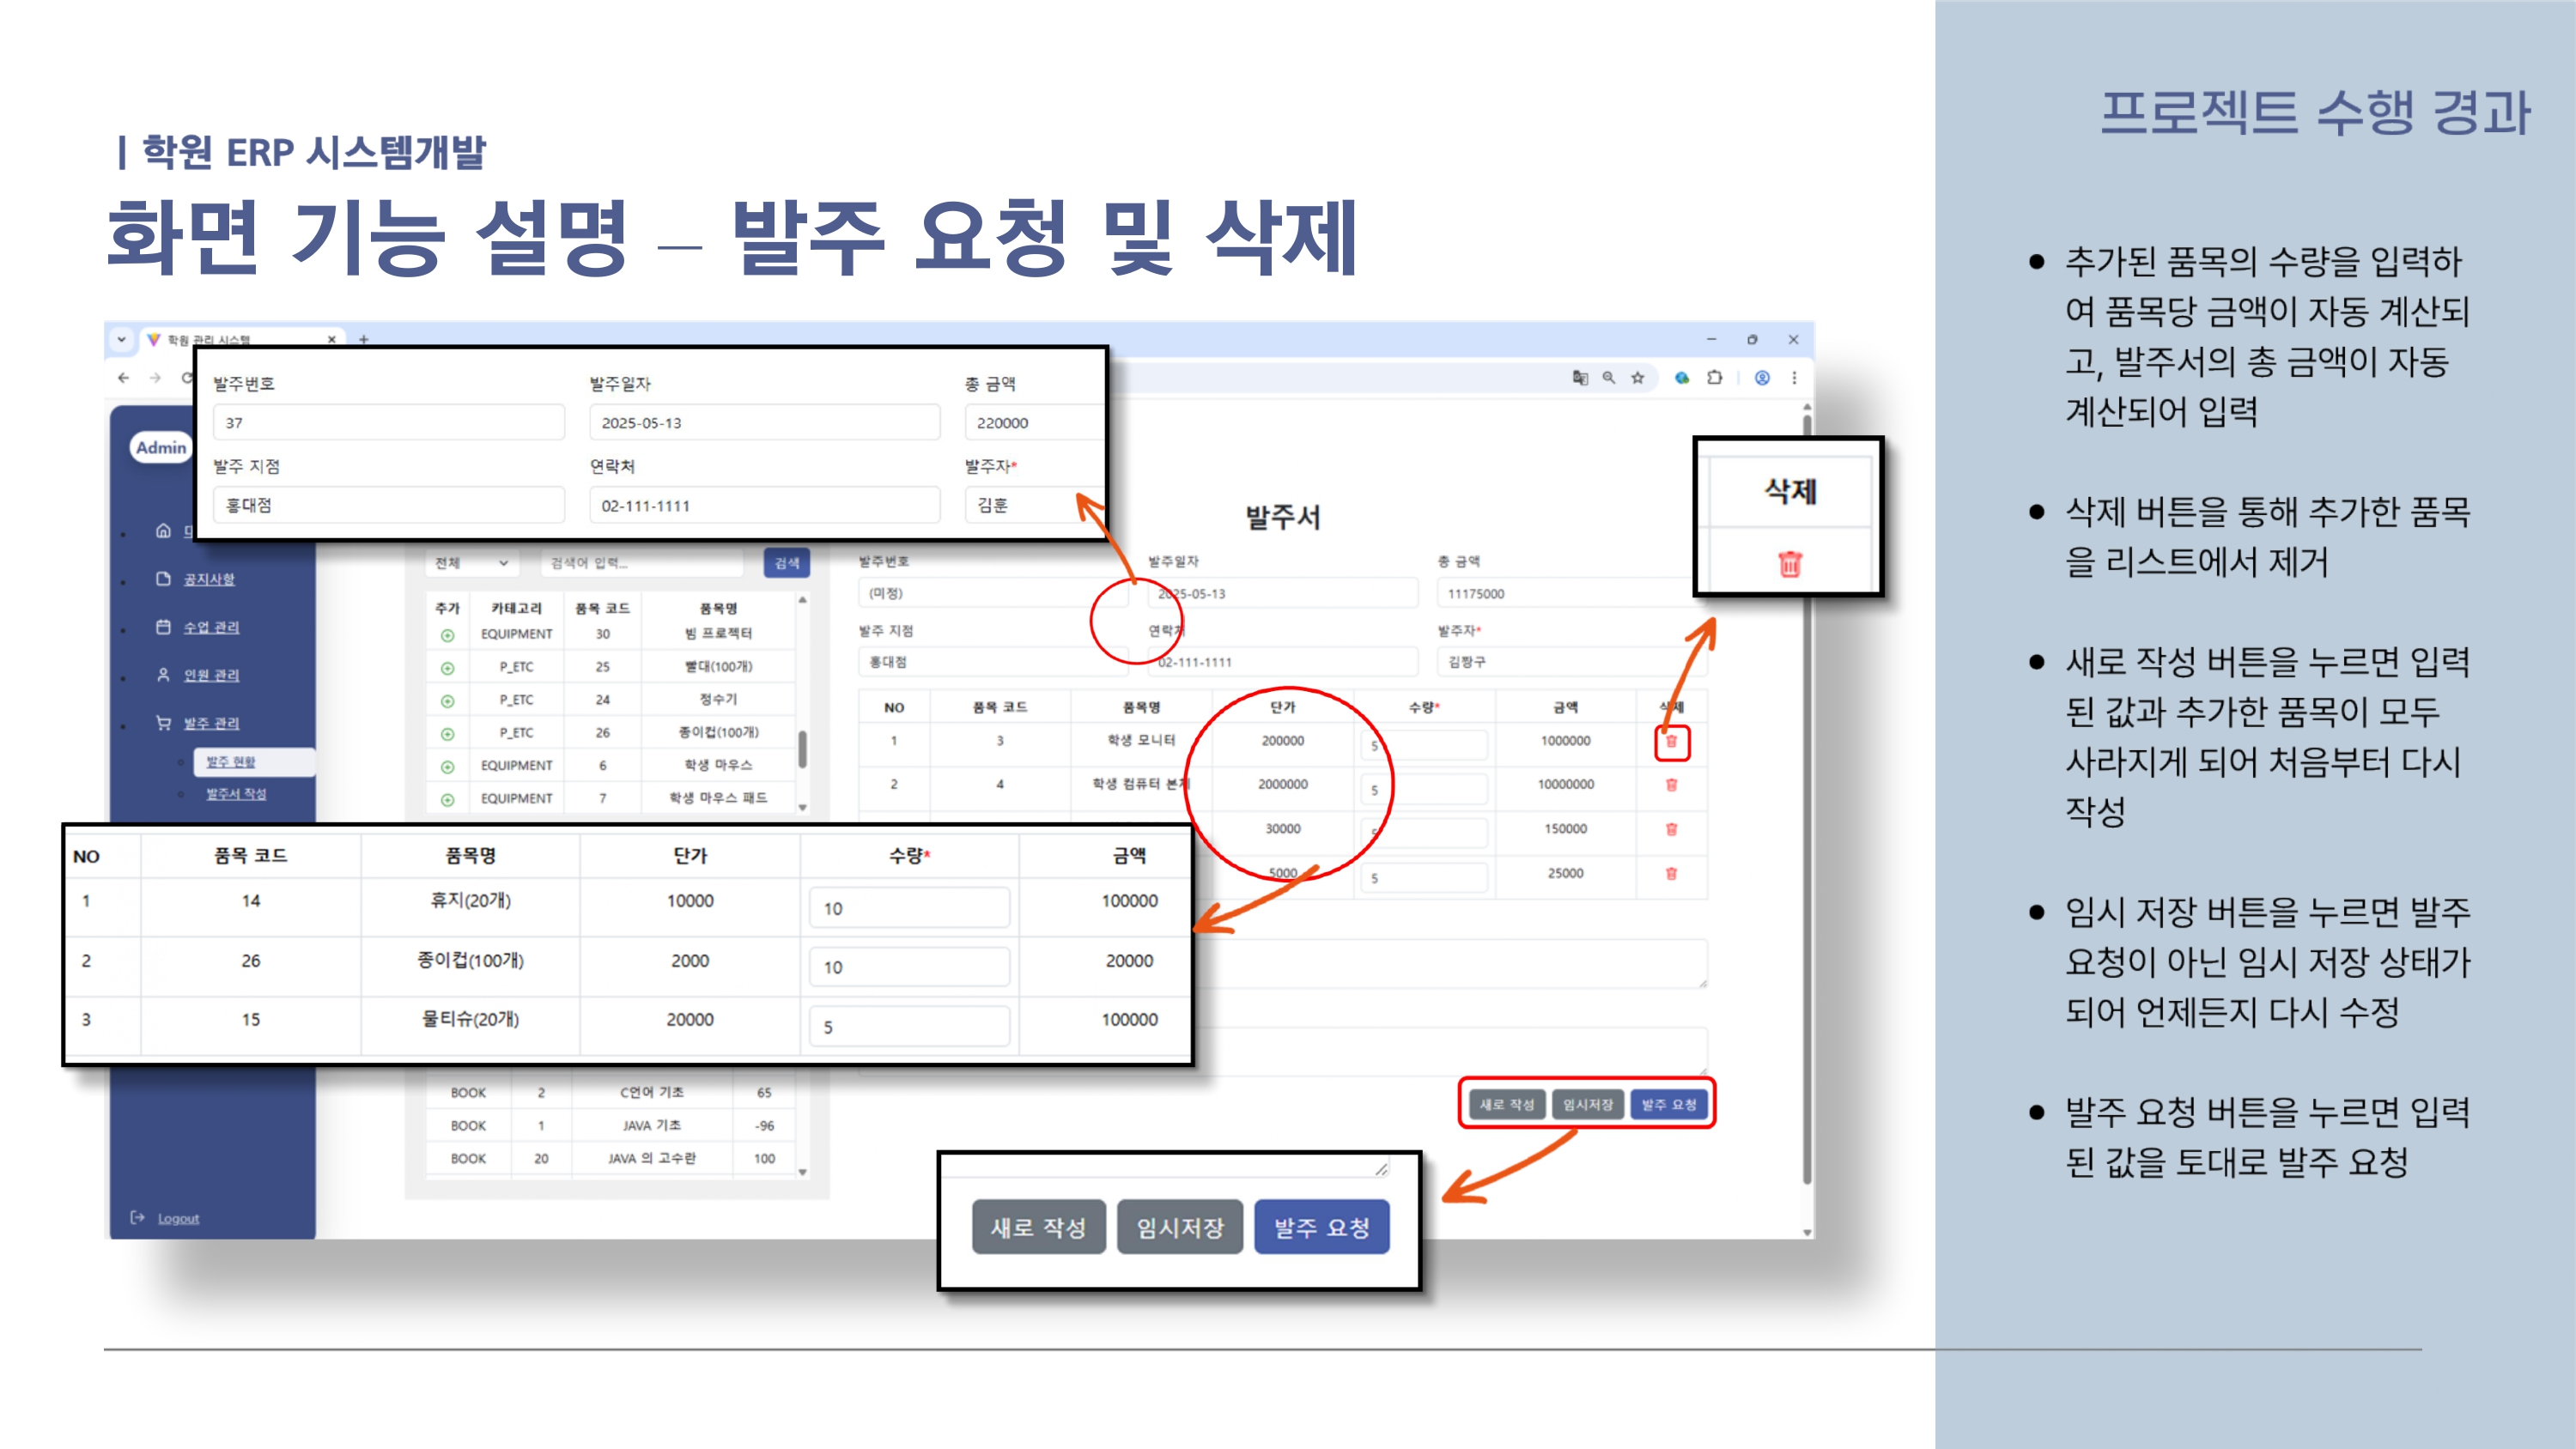 | 학원 ERP 시스템개발
화면 기능 설명 – 발주 요청 및 삭제
프로젝트 수행 경과
● 추가된 품목의 수량을 입력하
여 품목당 금액이 자동 계산되
고, 발주서의 총 금액이 자동
계산되어 입력
● 삭제 버튼을 통해 추가한 품목
을 리스트에서 제거
● 새로 작성 버튼을 누르면 입력
된 값과 추가한 품목이 모두
사라지게 되어 처음부터 다시
작성
● 임시 저장 버튼을 누르면 발주
요청이 아닌 임시 저장 상태가
되어 언제든지 다시 수정
● 발주 요청 버튼을 누르면 입력
된 값을 토대로 발주 요청
학원 관리 시스템
발주번호 발주일자 총 금액
37 2025-05-13 220000
발주 지점 연락처 발주자*
홍대점 02-111-1111 김훈
Admin
공지사항
수업 관리
인원 관리
발주 관리
발주 현황
발주서 작성
Logout
전체 검색어 입력... 검색
추가 카테고리 품목 코드 품목명
EQUIPMENT 30 빔 프로젝터
P_ETC 25 빨대(100개)
P_ETC 24 정수기
P_ETC 26 종이컵(100개)
EQUIPMENT 6 학생 마우스
EQUIPMENT 7 학생 마우스 패드
발주서
발주번호 발주일자 총 금액
(미정) 2025-05-13 11175000
발주 지점 연락처 발주자*
홍대점 02-111-1111 김짱구
NO 품목 코드 품목명 단가 수량* 금액 삭제
1 3 학생 모니터 200000 5 1000000
2 4 학생 컴퓨터 본체 2000000 5 10000000
30000 5 150000
5000 5 25000
삭제
NO 품목 코드 품목명 단가 수량* 금액
1 14 휴지(20개) 10000 10 100000
2 26 종이컵(100개) 2000 10 20000
3 15 물티슈(20개) 20000 5 100000
BOOK 2 C언어 기초 65
BOOK 1 JAVA 기초 -96
BOOK 20 JAVA 의 고수란 100
새로 작성 임시저장 발주 요청
새로 작성 임시저장 발주 요청